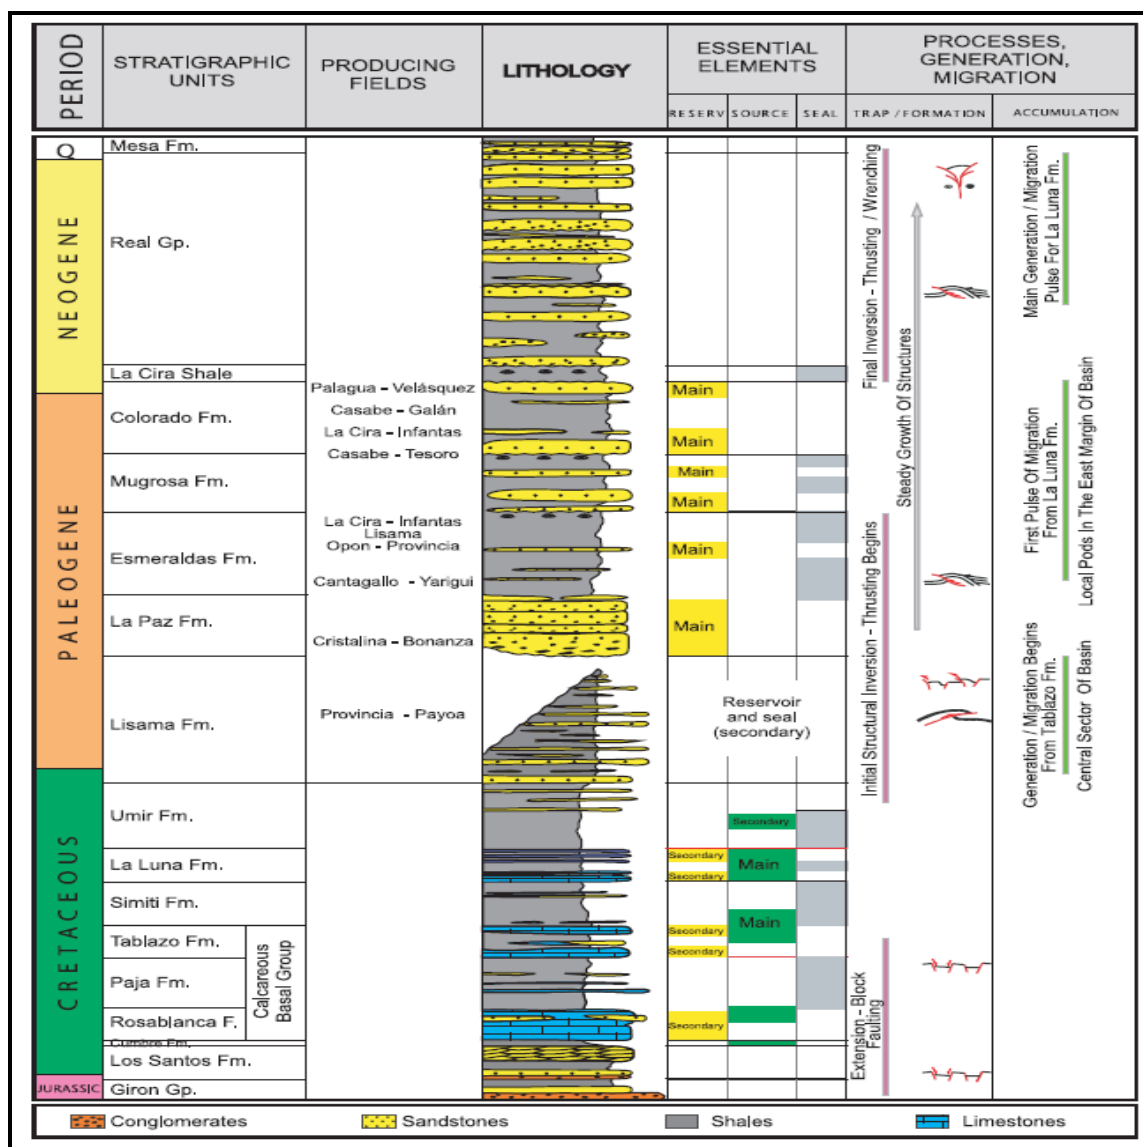 PERIOD
STRATIGRAPHIC
UNITS
PRODUCING
FIELDS
LITHOLOGY
ESSENTIAL
ELEMENTS
PROCESSES,
GENERATION,
MIGRATION
RESERV
SOURCE
SEAL
TRAP / FORMATION
ACCUMULATION
Q
NEOGENE
PALEOGENE
CRETACEOUS
JURASSIC
Mesa Fm.
Real Gp.
La Cira Shale
Colorado Fm.
Mugrosa Fm.
Esmeraldas Fm.
La Paz Fm.
Lisama Fm.
Umir Fm.
La Luna Fm.
Simiti Fm.
Tablazo Fm.
Paja Fm.
Rosablanca F.
Cumbre Fm.
Los Santos Fm.
Giron Gp.
Calcareous
Basal Group
Palagua - Velásquez
Casabe - Galán
La Cira - Infantas
Casabe - Tesoro
La Cira - Infantas
Lisama
Opon - Provincia
Cantagallo - Yarigui
Cristalina - Bonanza
Provincia - Payoa
Main
Main
Main
Main
Main
Main
Reservoir
and seal
(secondary)
Secondary
Secondary
Main
Secondary
Main
Secondary
Secondary
Secondary
Final Inversion - Thrusting / Wrenching
Initial Structural Inversion - Thrusting Begins
Extension - Block
Faulting
Steady Growth Of Structures
Main Generation / Migration
Pulse For La Luna Fm.
First Pulse Of Migration
From La Luna Fm.
Local Pods In The East Margin Of Basin
Generation / Migration Begins
From Tablazo Fm.
Central Sector Of Basin
Conglomerates
Sandstones
Shales
Limestones